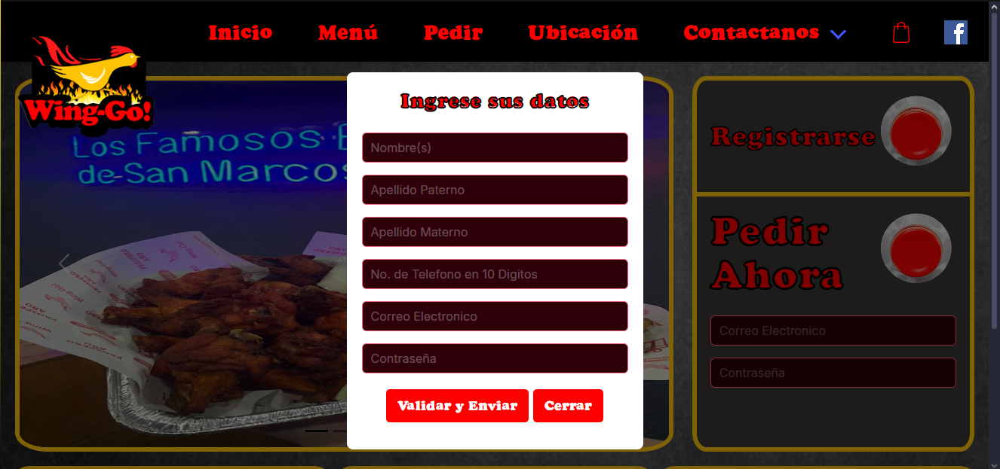 Inicio
Menú
Pedir
Ubicación
Contactanos
f
Wing-Go!
Los Famosos
de San Marcos
Ingrese sus datos
Nombre(s)
Apellido Paterno
Apellido Materno
No. de Telefono en 10 Digitos
Correo Electronico
Contraseña
Validar y Enviar
Cerrar
Registrarse
Pedir
Ahora
Correo Electronico
Contraseña